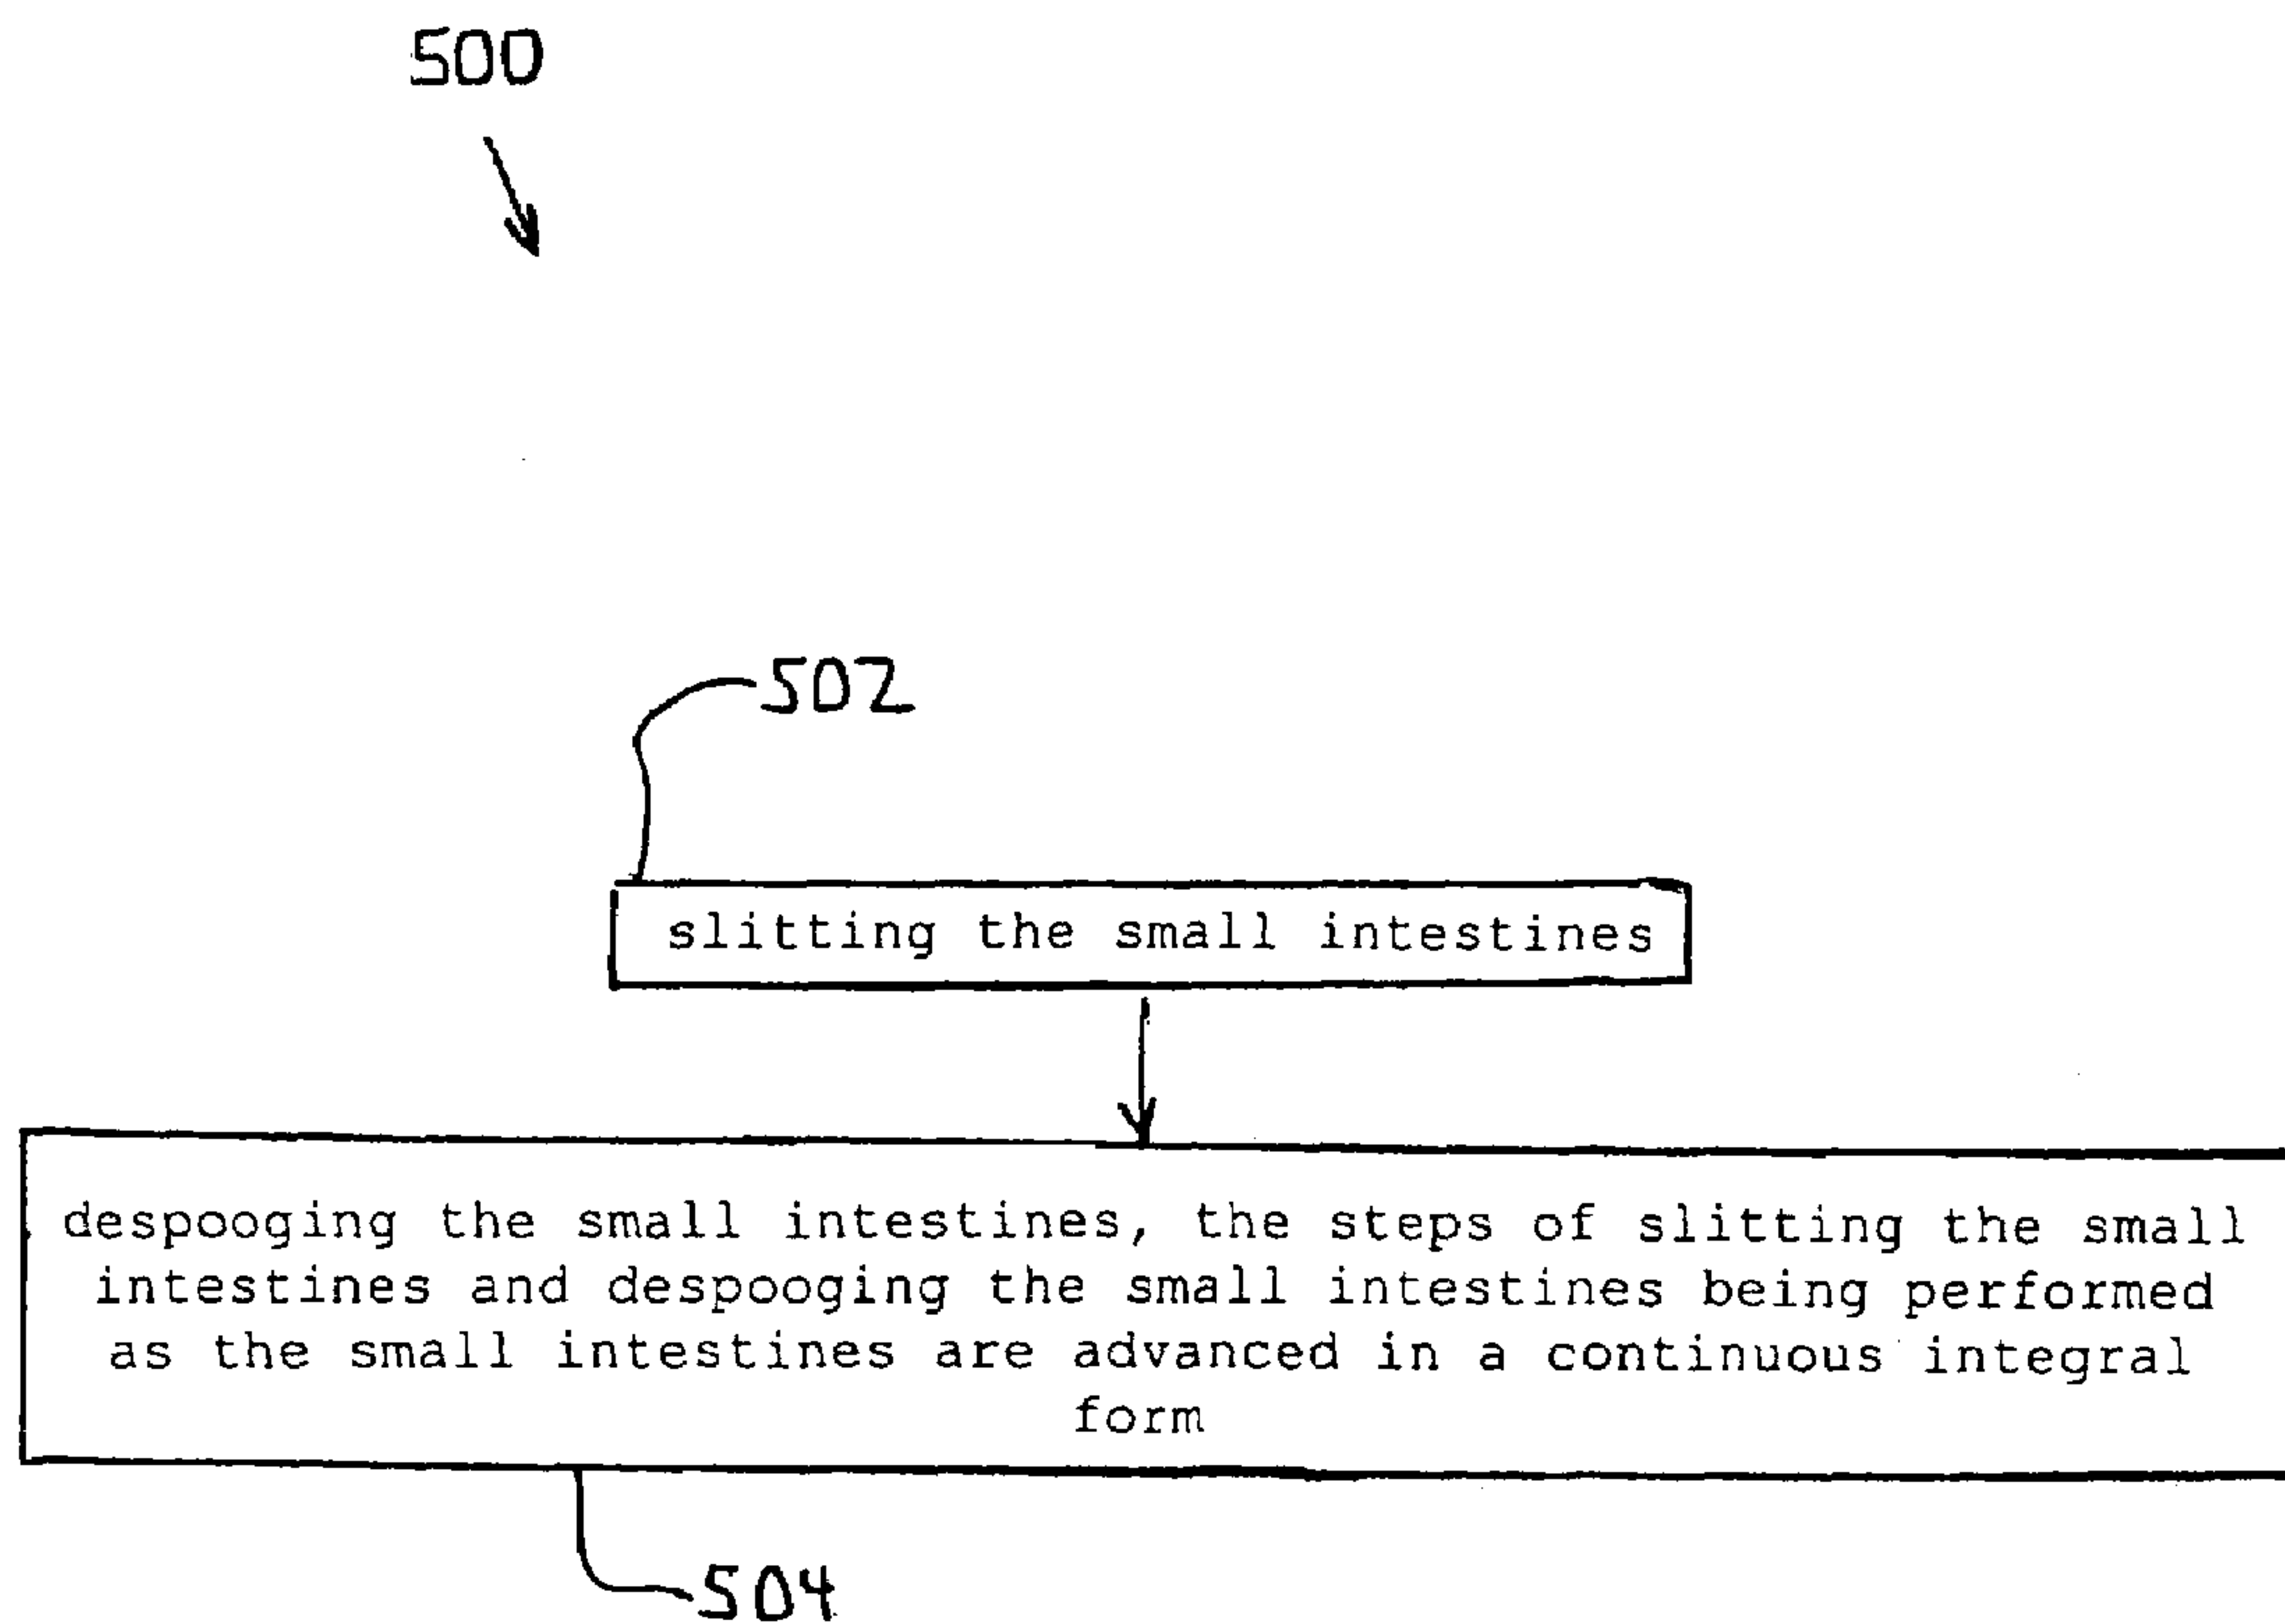 500
502
slitting the small intestines
despooging the small intestines, the steps of slitting the small
intestines and despooging the small intestines being performed
as the small intestines are advanced in a continuous integral
form
504